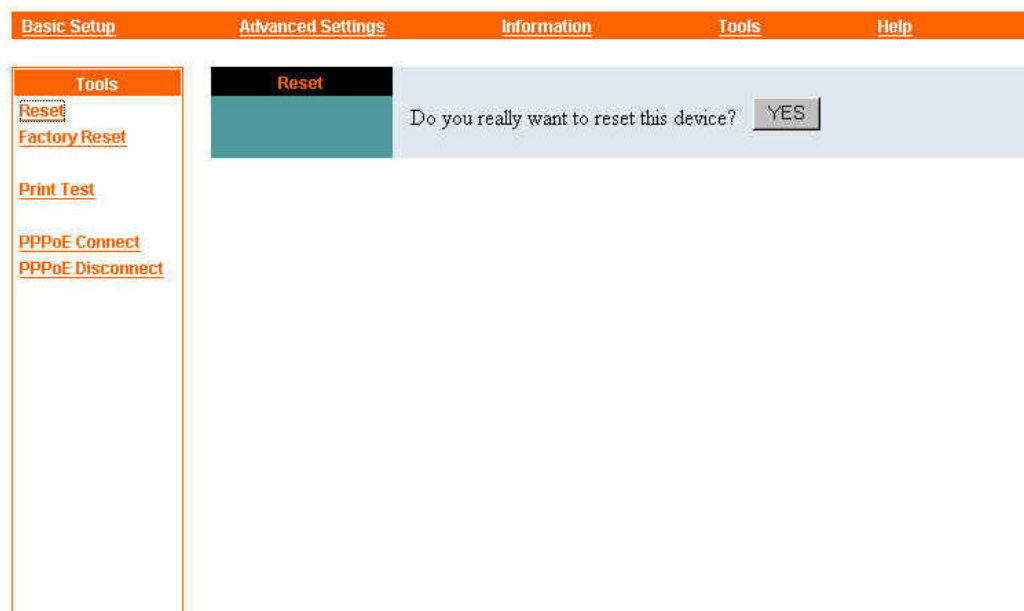 Basic Setup Advanced Settings Information Tools Help
Tools
Reset
Factory Reset
Print Test
PPPoE Connect
PPPoE Disconnect
Reset
Do you really want to reset this device? YES